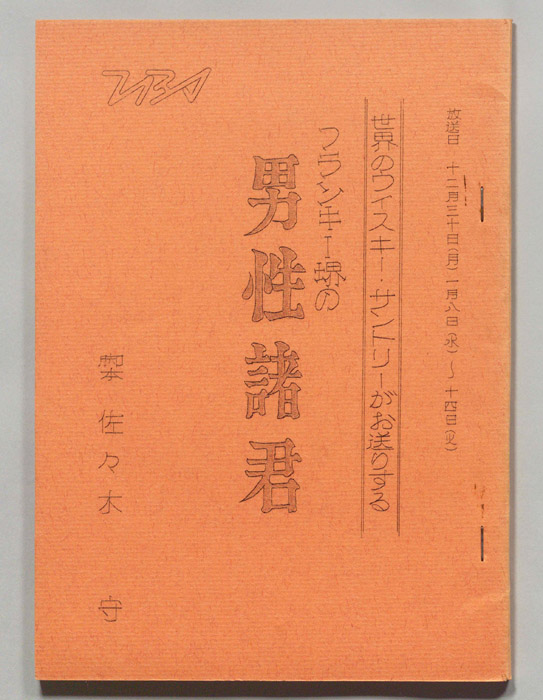 放送日 十二月三十日(月)一月八日(水)～十四日(火)
世界のウイスキー・サントリーがお送りする
フランキー堺の
男性諸君
佐々木 守